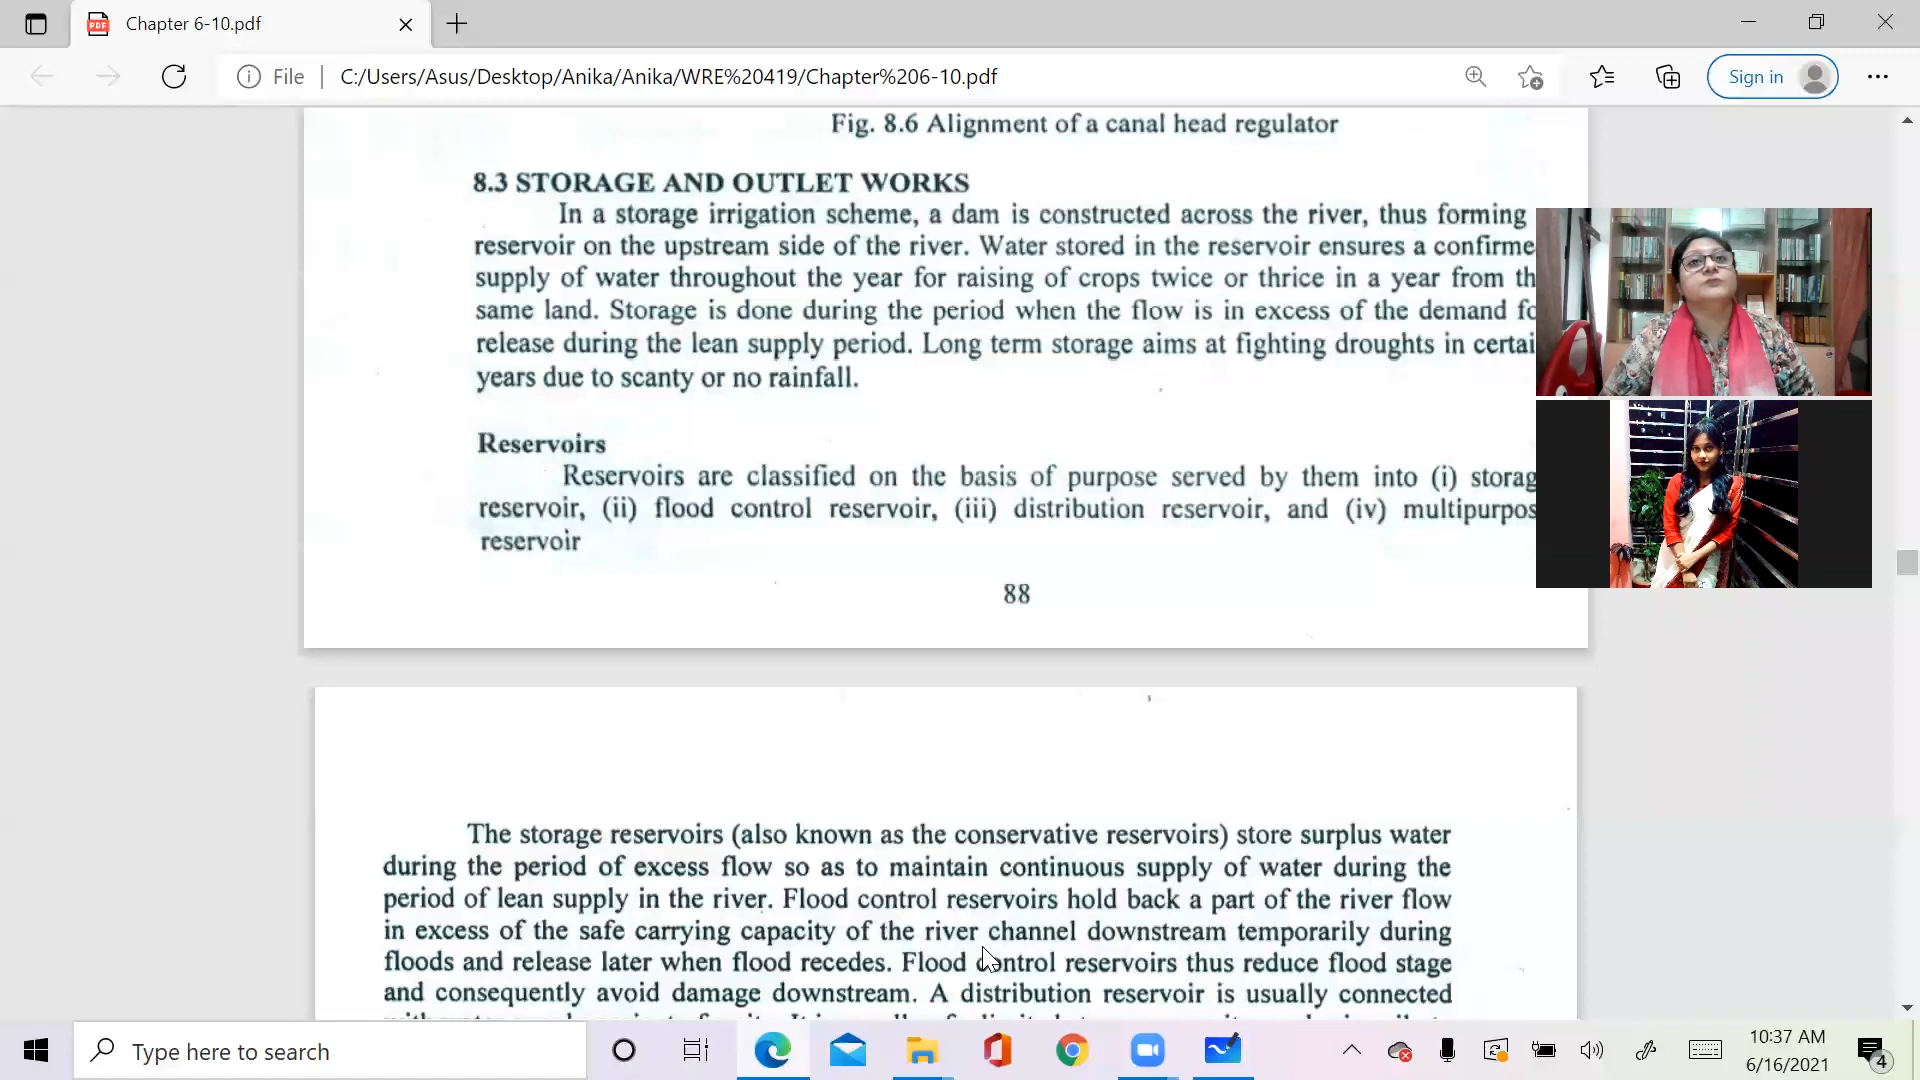 Chapter 6-10.pdf
File
C:/Users/Asus/Desktop/Anika/Anika/WRE%20419/Chapter%206-10.pdf
Sign in
Fig. 8.6 Alignment of a canal head regulator
8.3 STORAGE AND OUTLET WORKS
In a storage irrigation scheme, a dam is constructed across the river, thus forming
reservoir on the upstream side of the river. Water stored in the reservoir ensures a confirme
supply of water throughout the year for raising of crops twice or thrice in a year from th
same land. Storage is done during the period when the flow is in excess of the demand fo
release during the lean supply period. Long term storage aims at fighting droughts in certai
years due to scanty or no rainfall.
Reservoirs
Reservoirs are classified on the basis of purpose served by them into (i) storag
reservoir, (ii) flood control reservoir, (iii) distribution reservoir, and (iv) multipurpos
reservoir
88
The storage reservoirs (also known as the conservative reservoirs) store surplus water
during the period of excess flow so as to maintain continuous supply of water during the
period of lean supply in the river. Flood control reservoirs hold back a part of the river flow
in excess of the safe carrying capacity of the river channel downstream temporarily during
floods and release later when flood recedes. Flood control reservoirs thus reduce flood stage
and consequently avoid damage downstream. A distribution reservoir is usually connected
Type here to search
10:37 AM
6/16/2021
4